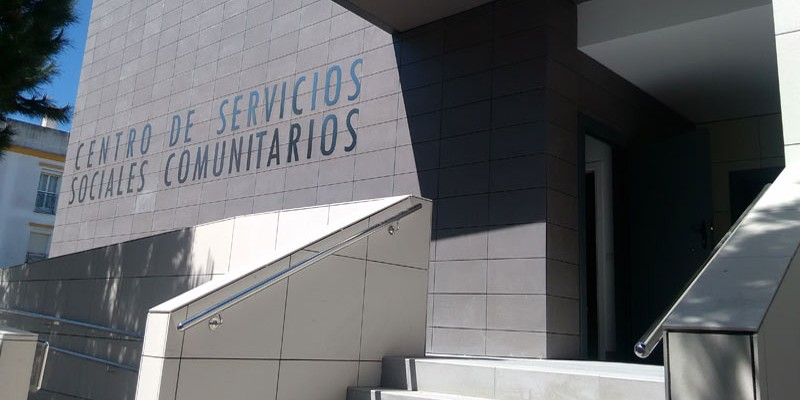 CENTRO DE SERVICIOS
SOCIALES COMUNITARIOS